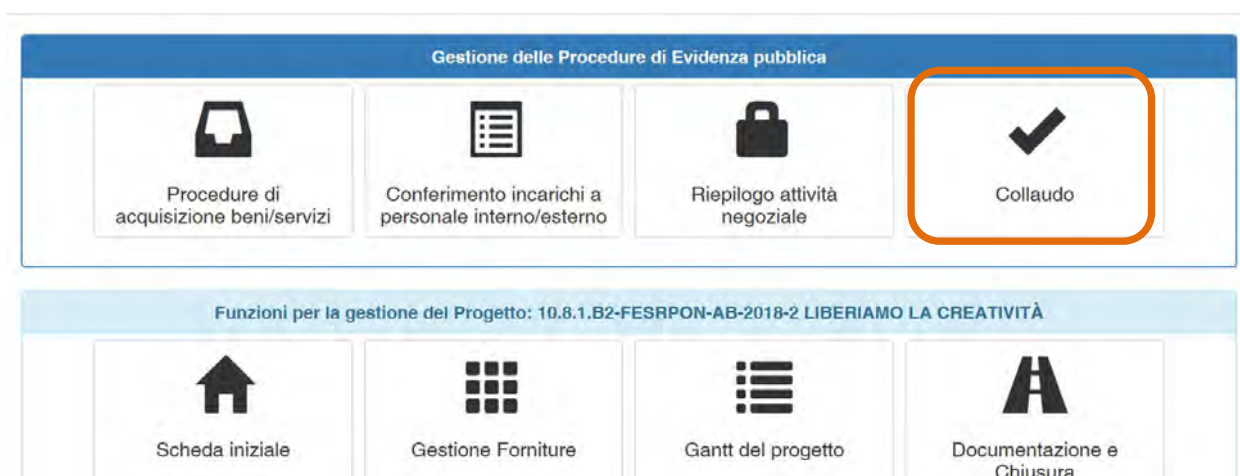 Gestione delle Procedure di Evidenza pubblica
Procedure di
acquisizione beni/servizi
Conferimento incarichi a
personale interno/esterno
Riepilogo attività
negoziale
Collaudo
Funzioni per la gestione del Progetto: 10.8.1.B2-FESRPON-AB-2018-2 LIBERIAMO LA CREATIVITÀ
Scheda iniziale
Gestione Forniture
Gantt del progetto
Documentazione e
Chiusura